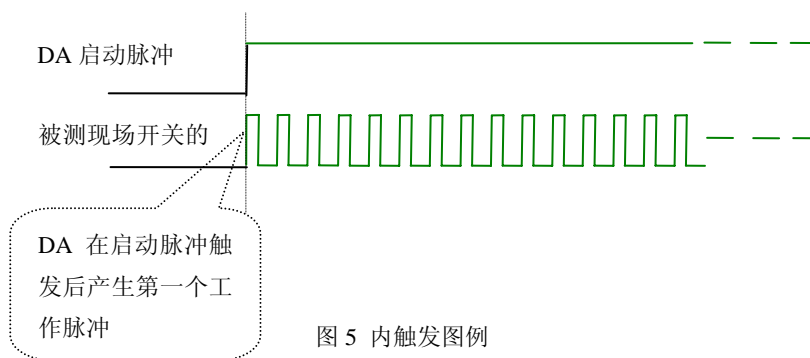 DA 启动脉冲
被测现场开关的
DA 在启动脉冲触
发后产生第一个工
作脉冲
图 5 内触发图例